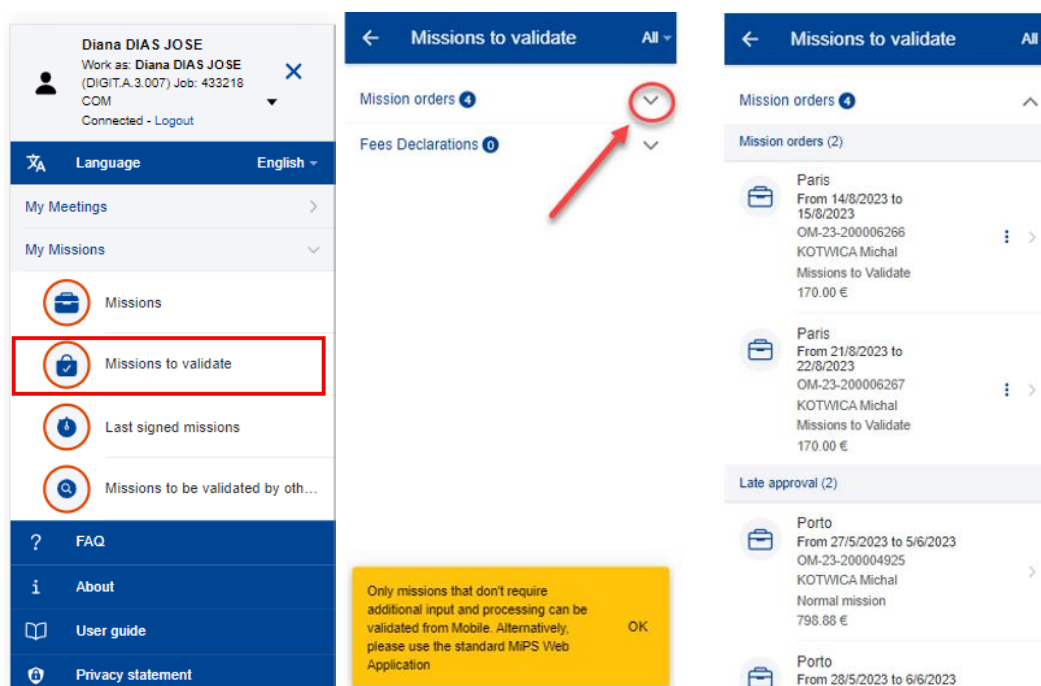 Diana DIAS JOSE
Work as: Diana DIAS JOSE
(DIGIT.A.3.007) Job: 433218
COM
Connected - Logout
Language English
My Meetings
My Missions
Missions
Missions to validate
Last signed missions
Missions to be validated by oth...
FAQ
About
User guide
Privacy statement
Missions to validate All
Mission orders 4
Fees Declarations 0
Only missions that don't require
additional input and processing can be
validated from Mobile. Alternatively,
please use the standard MiPS Web
Application
OK
Missions to validate All
Mission orders 4
Mission orders (2)
Paris
From 14/8/2023 to
15/8/2023
OM-23-200006266
KOTWICA Michal
Missions to Validate
170.00 €
Paris
From 21/8/2023 to
22/8/2023
OM-23-200006267
KOTWICA Michal
Missions to Validate
170.00 €
Late approval (2)
Porto
From 27/5/2023 to 5/6/2023
OM-23-200004925
KOTWICA Michal
Normal mission
798.88 €
Porto
From 28/5/2023 to 6/6/2023